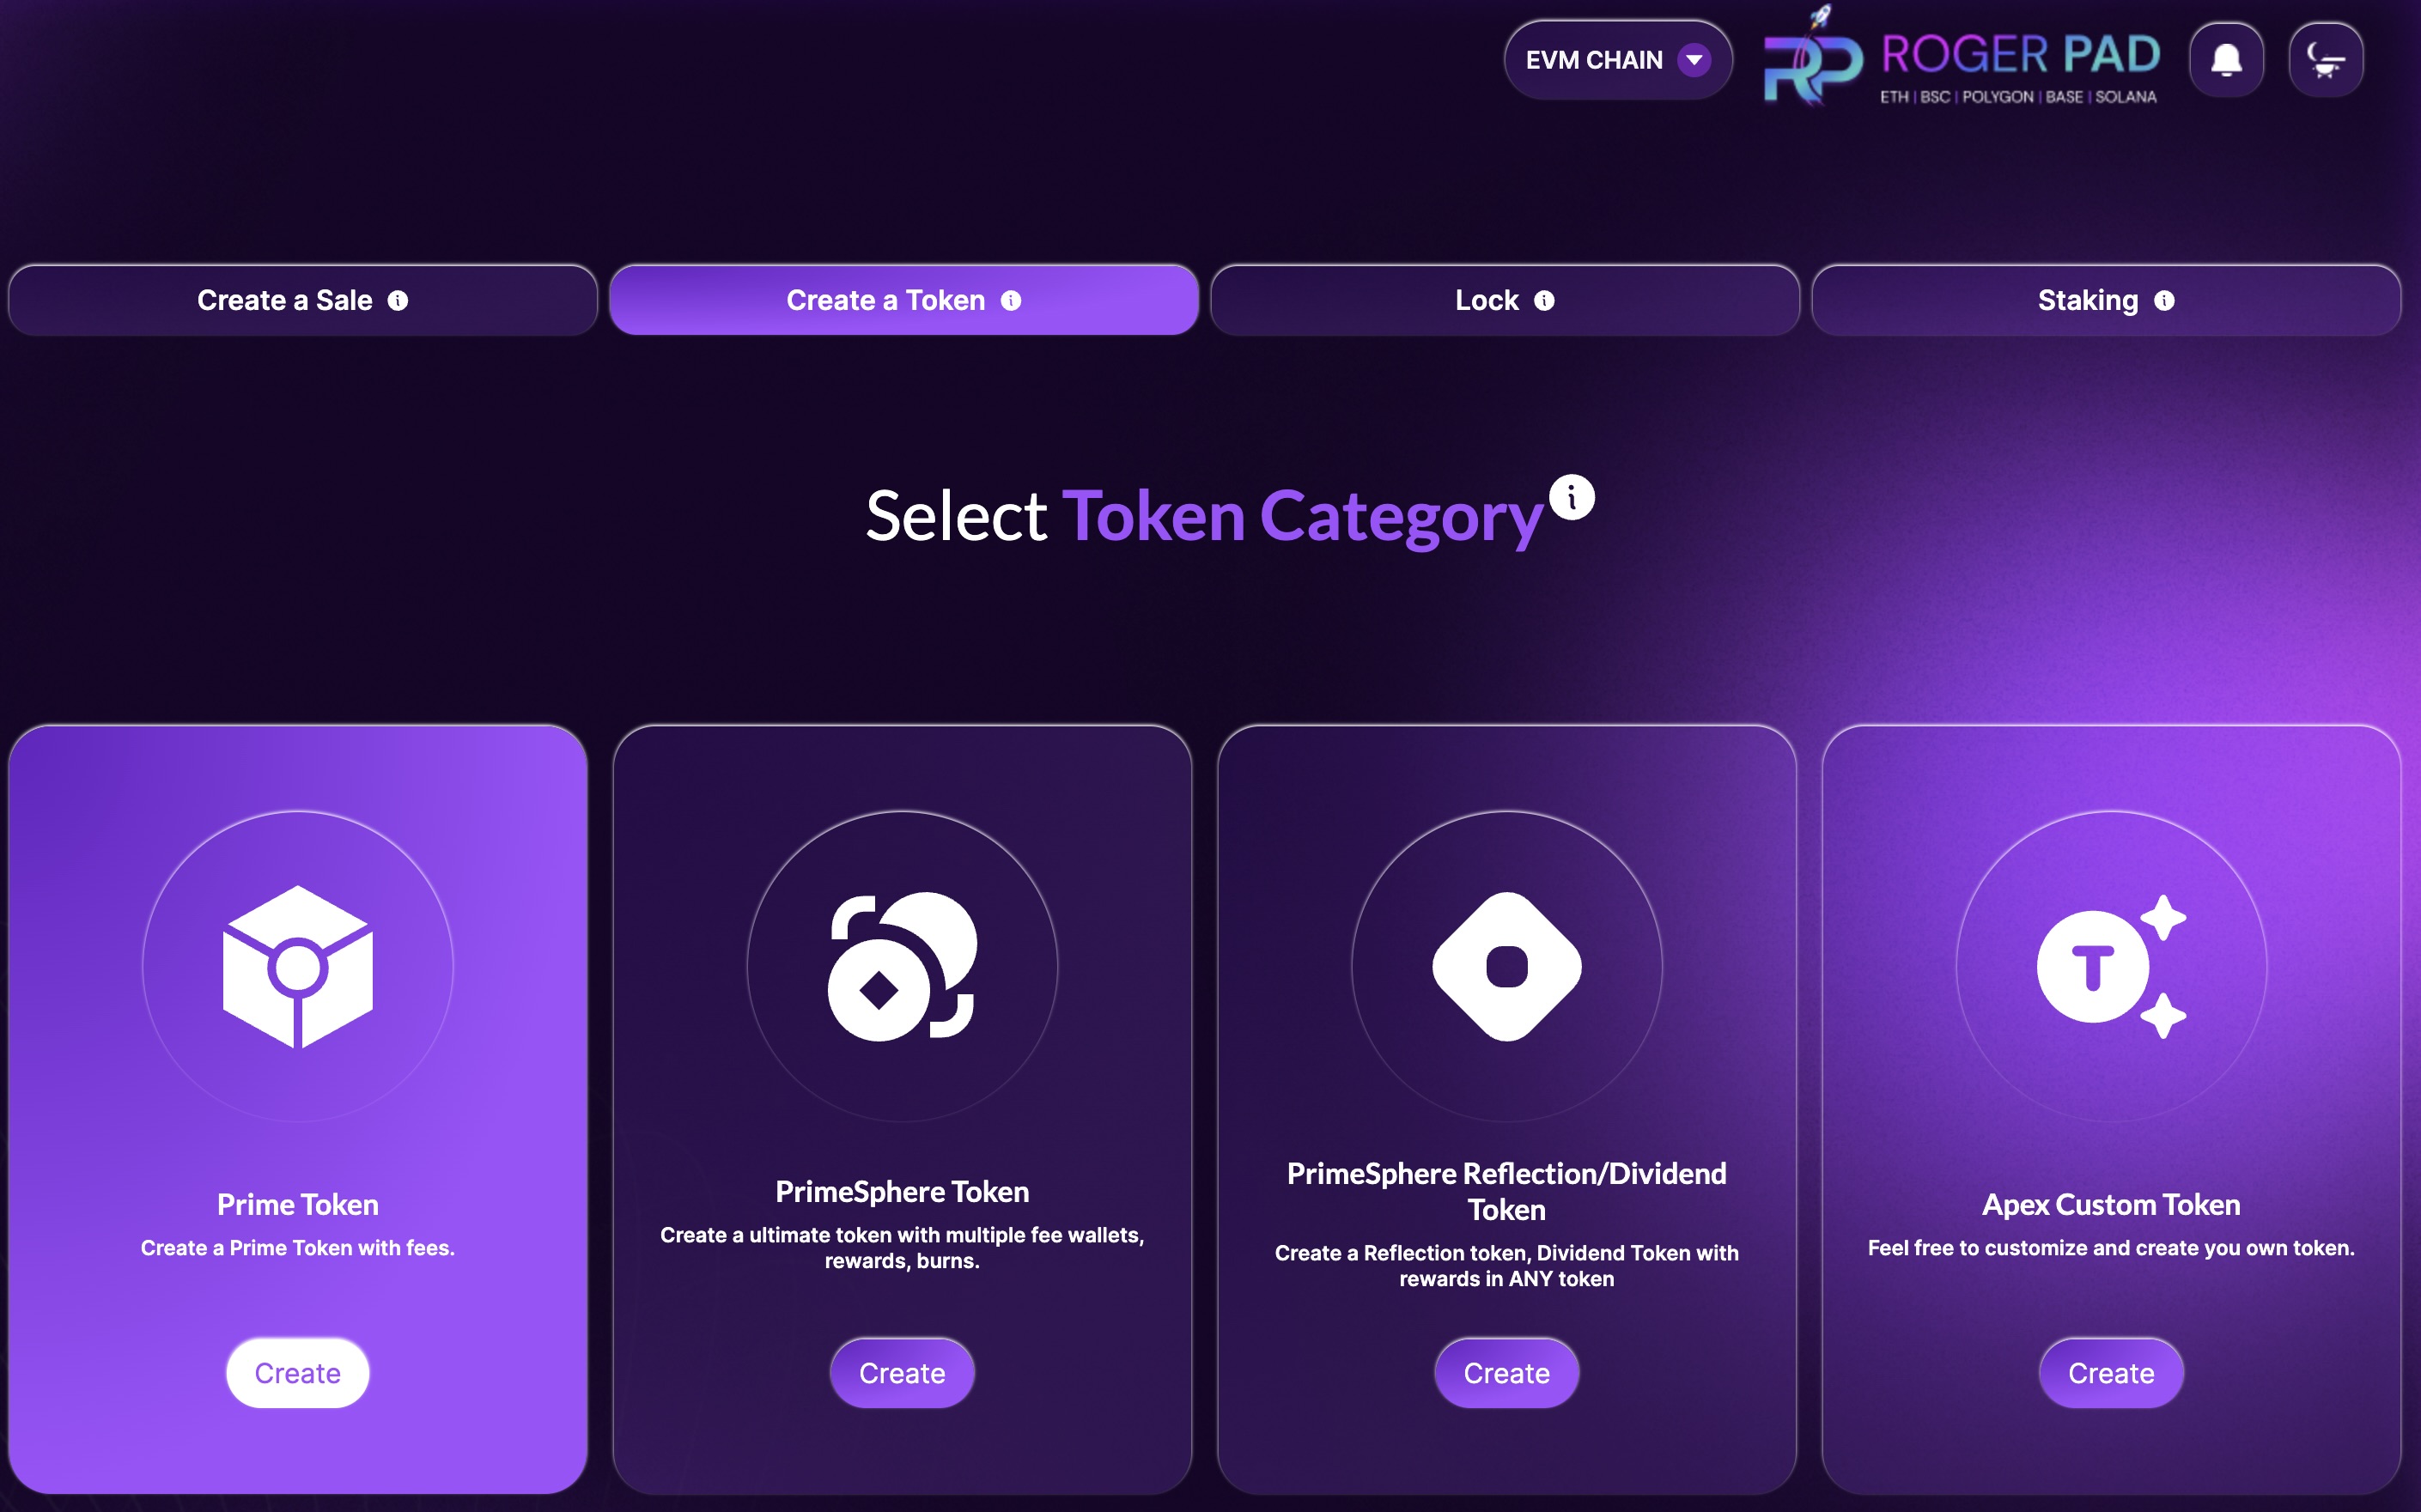 EVM CHAIN
RP
ROGER PAD
ETH | BSC | POLYGON | BASE | SOLANA
Create a Sale i
Create a Token i
Lock i
Staking i
Select Token Category i
Prime Token
Create a Prime Token with fees.
Create
PrimeSphere Token
Create a ultimate token with multiple fee wallets,
rewards, burns.
Create
PrimeSphere Reflection/Dividend
Token
Create a Reflection token, Dividend Token with
rewards in ANY token
Create
T
Apex Custom Token
Feel free to customize and create you own token.
Create